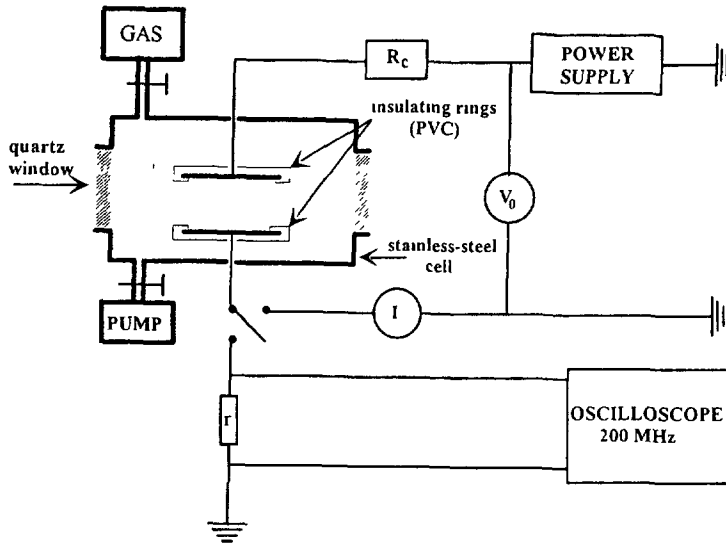 GAS
R_c
POWER
SUPPLY
insulating rings
(PVC)
quartz
window
V_0
stainless-steel
cell
PUMP
I
r
OSCILLOSCOPE
200 MHz